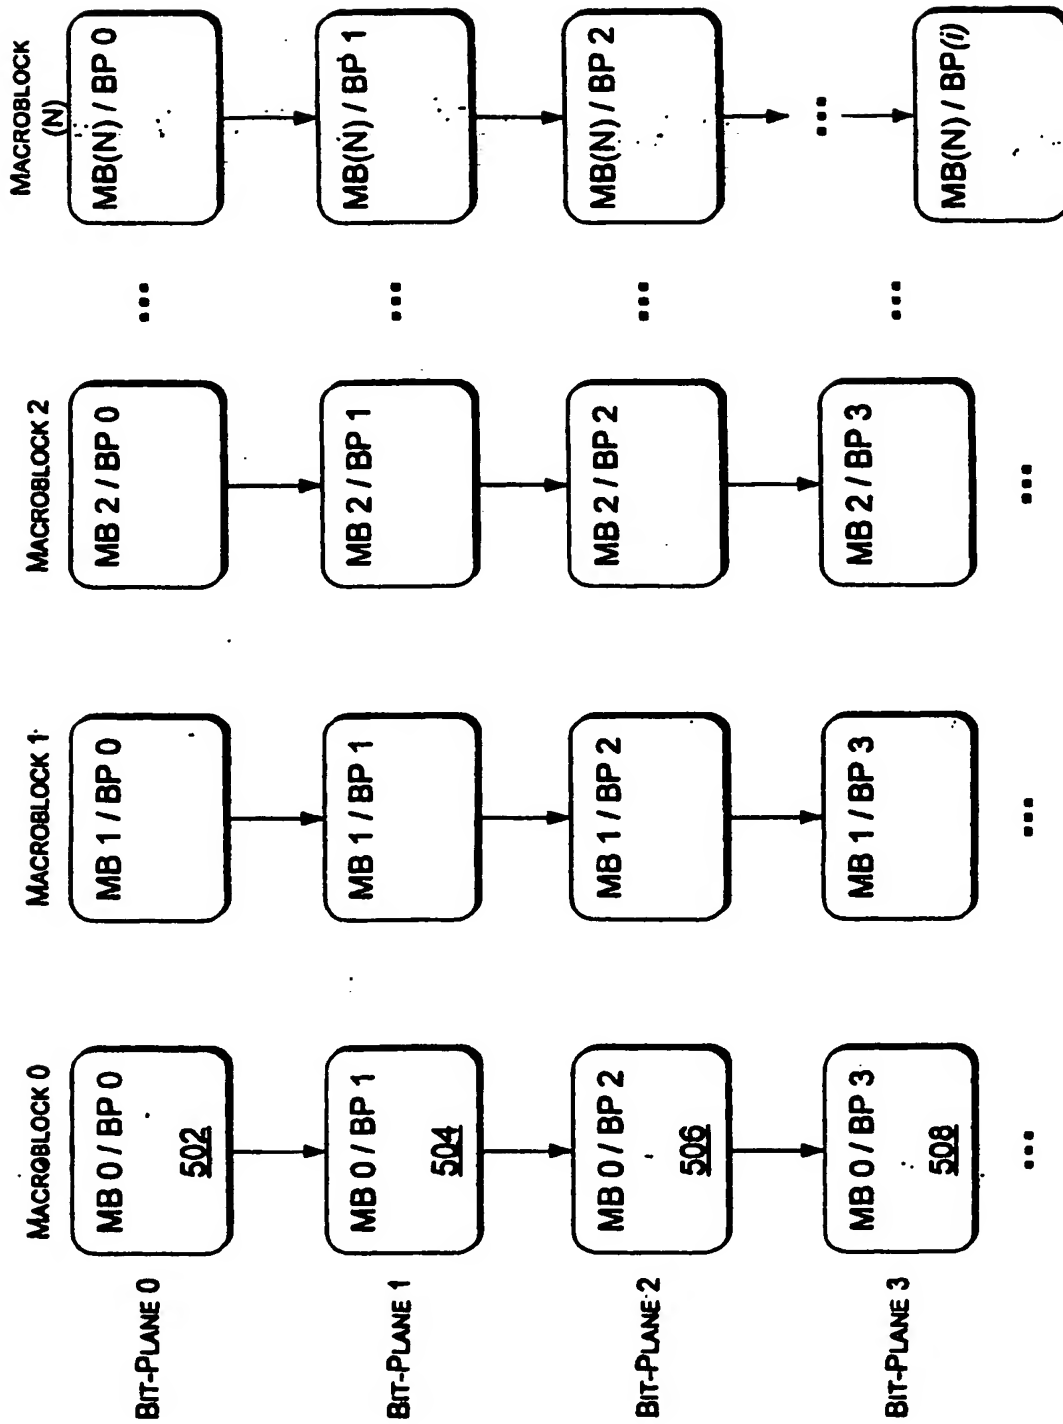 MACROBLOCK 0
MACROBLOCK 1
MACROBLOCK 2
MACROBLOCK
(N)
BIT-PLANE 0
MB 0 / BP 0
502
MB 1 / BP 0
MB 2 / BP 0
...
MB(N) / BP 0
BIT-PLANE 1
MB 0 / BP 1
504
MB 1 / BP 1
MB 2 / BP 1
...
MB(N) / BP 1
BIT-PLANE 2
MB 0 / BP 2
506
MB 1 / BP 2
MB 2 / BP 2
...
MB(N) / BP 2
...
BIT-PLANE 3
MB 0 / BP 3
508
MB 1 / BP 3
MB 2 / BP 3
...
MB(N) / BP(i)
...
...
...